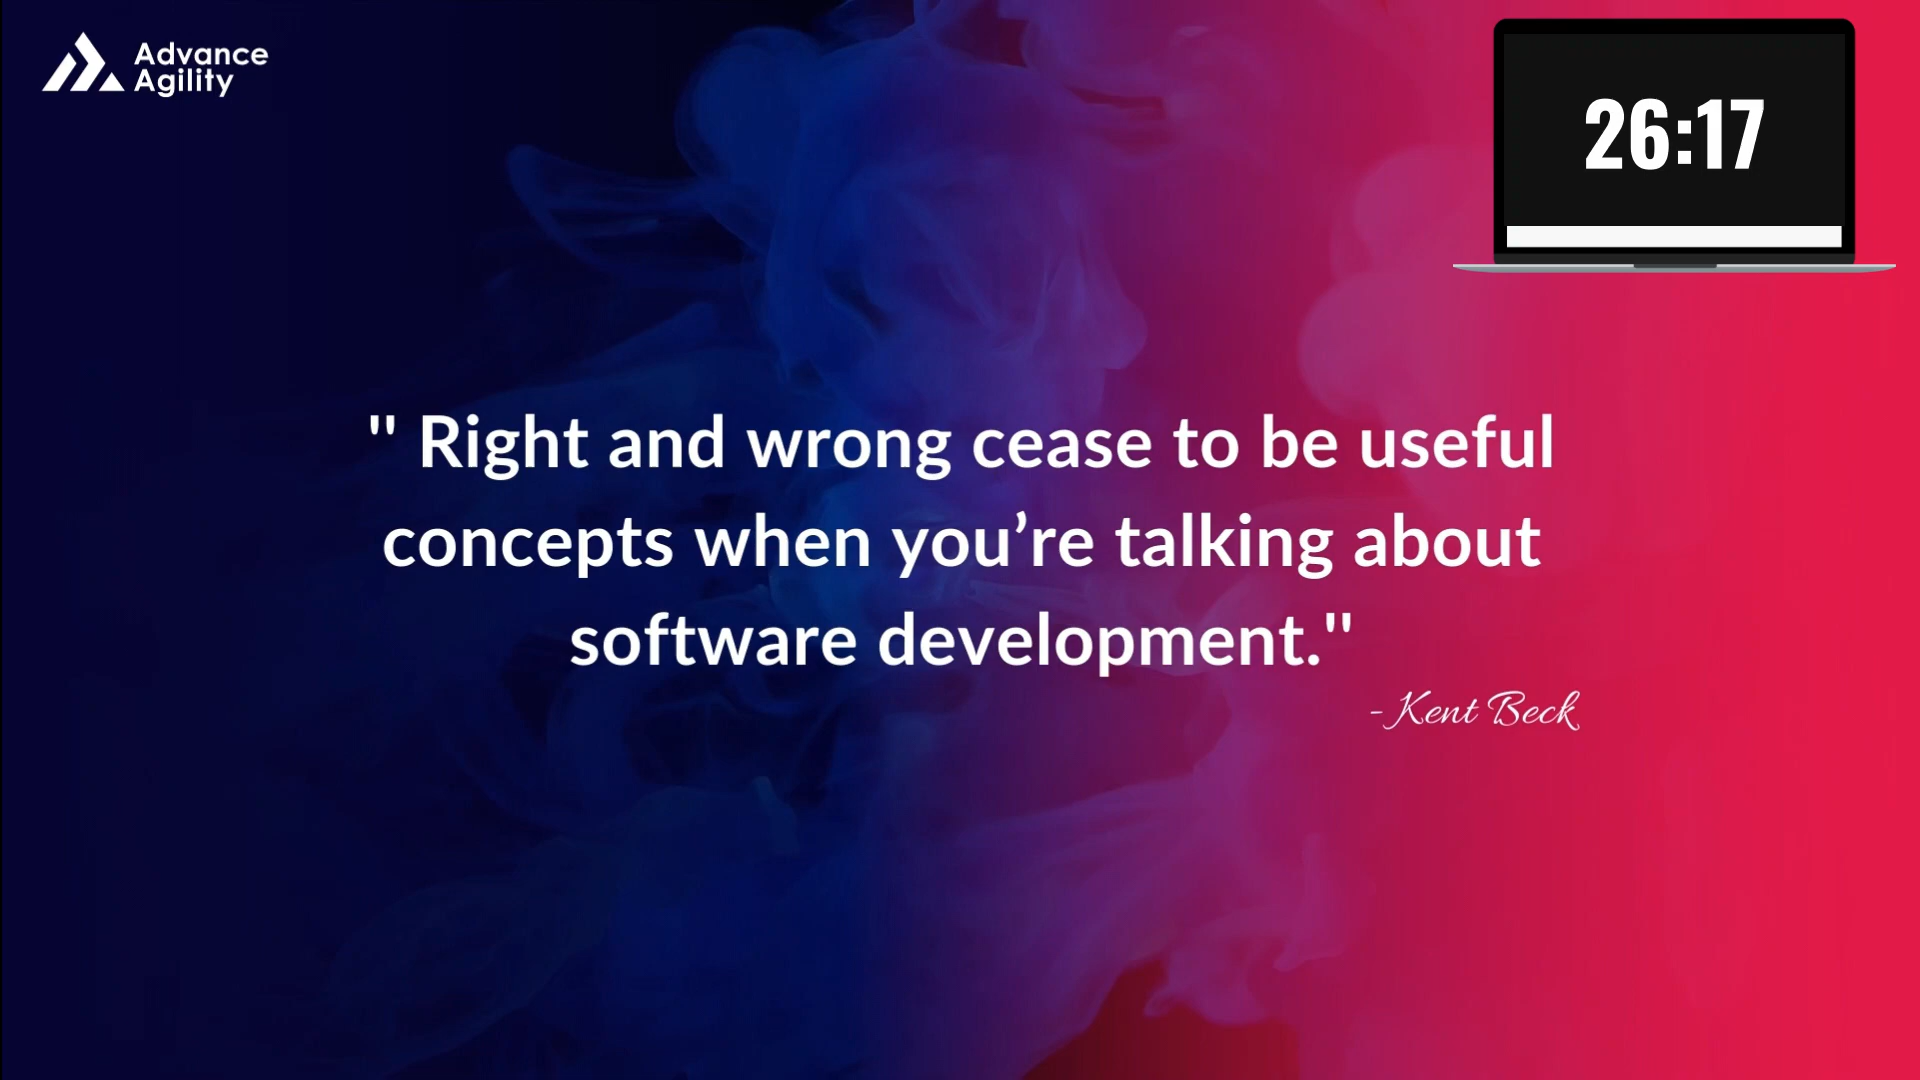 Advance
Agility
26:17
" Right and wrong cease to be useful
concepts when you’re talking about
software development."
-Kent Beck